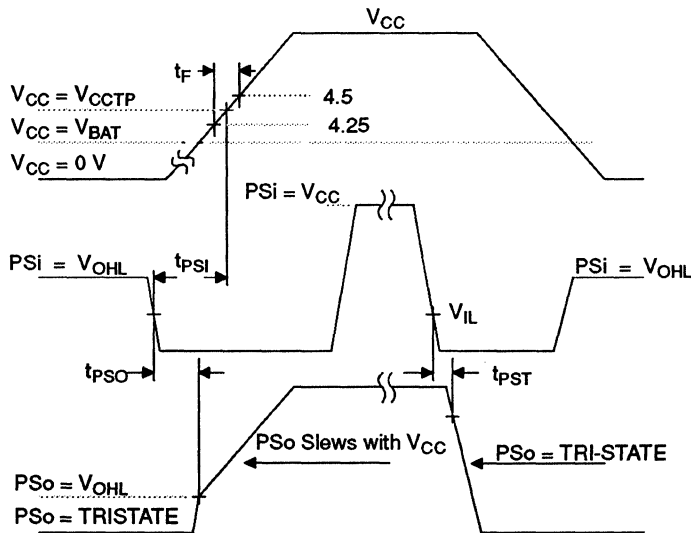 VCC
tF
VCC = VCCTP
4.5
VCC = VBAT
4.25
VCC = 0 V
PSi = VCC
PSi = VOHL
tPSI
PSi = VOHL
VIL
tPSO
tPST
PSo Slews with VCC
PSo = TRI-STATE
PSo = VOHL
PSo = TRISTATE